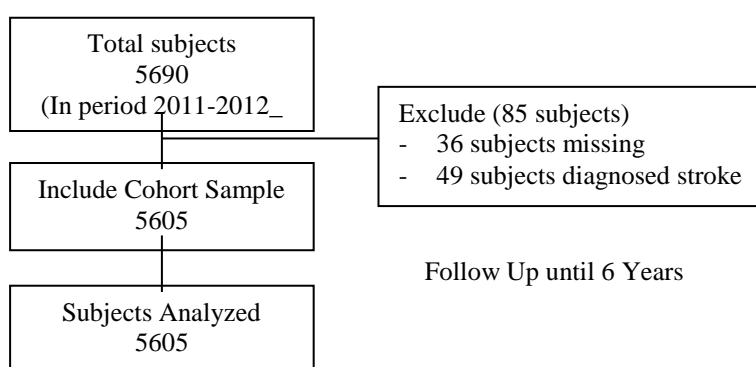 Total subjects
5690
(In period 2011-2012_
Exclude (85 subjects)
- 36 subjects missing
- 49 subjects diagnosed stroke
Include Cohort Sample
5605
Follow Up until 6 Years
Subjects Analyzed
5605